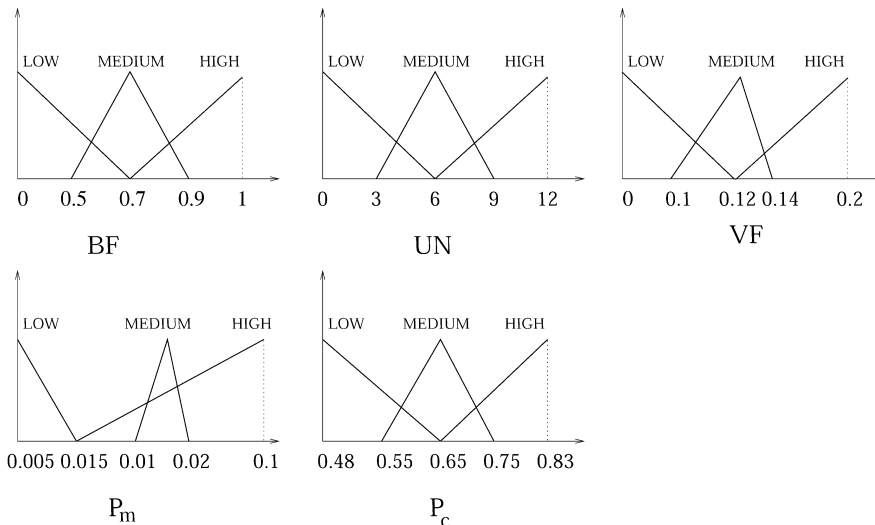 LOW MEDIUM HIGH
0 0.5 0.7 0.9 1
BF
LOW MEDIUM HIGH
0 3 6 9 12
UN
LOW MEDIUM HIGH
0 0.1 0.12 0.14 0.2
VF
LOW MEDIUM HIGH
0.005 0.015 0.01 0.02 0.1
Pm
LOW MEDIUM HIGH
0.48 0.55 0.65 0.75 0.83
Pc